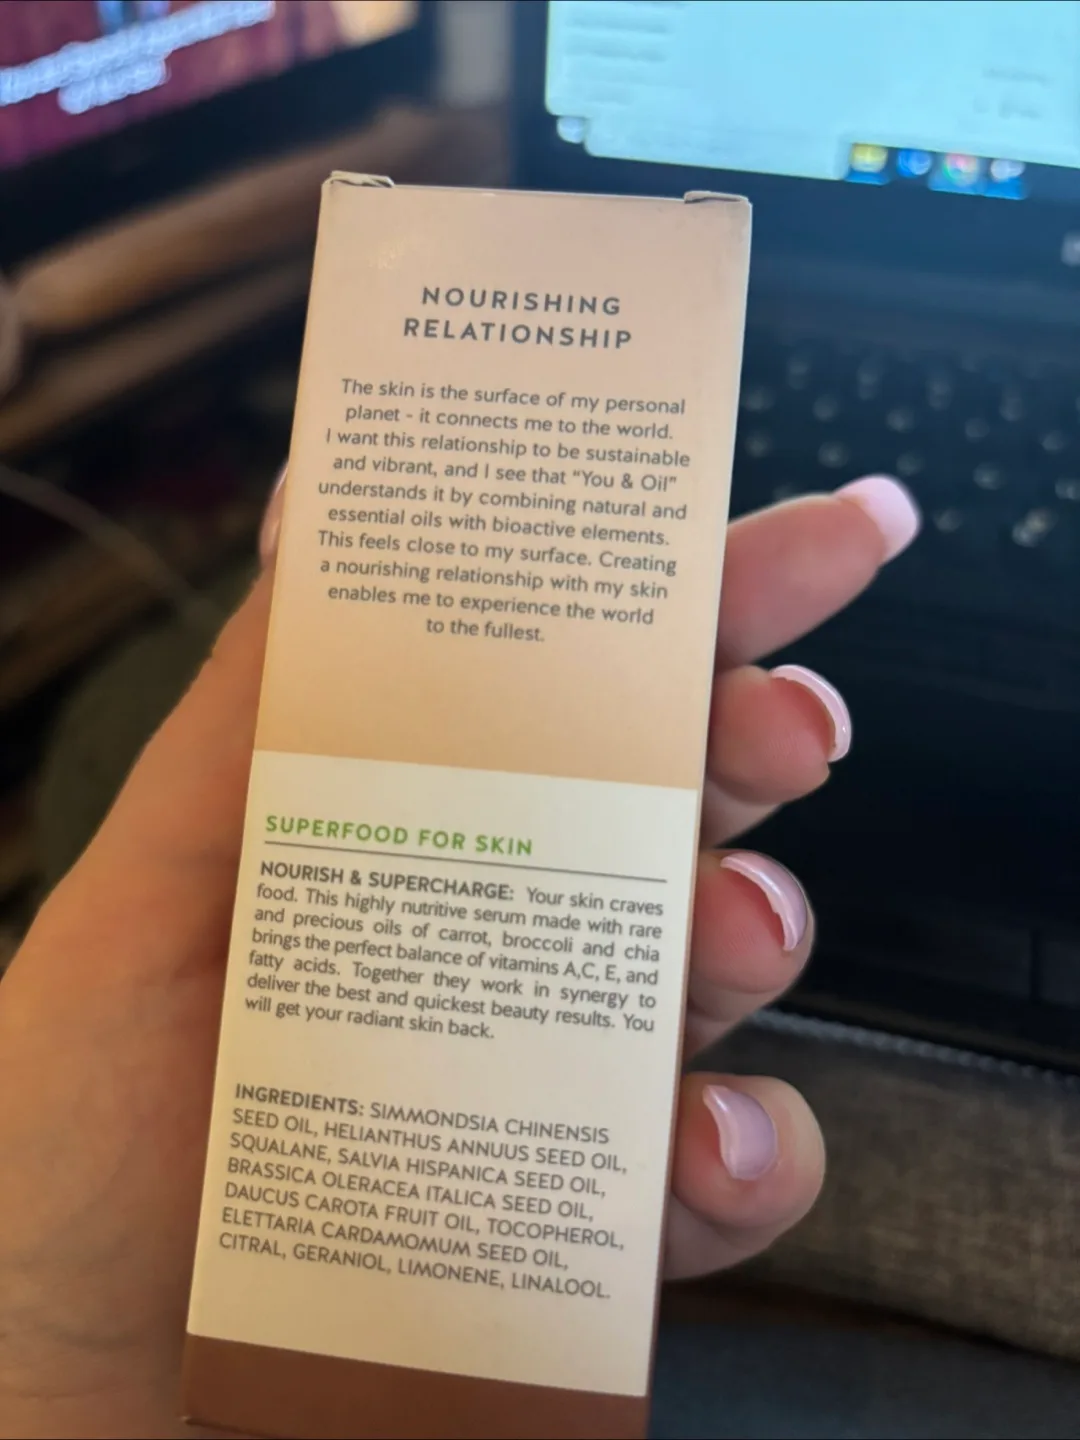 NOURISHING
RELATIONSHIP
The skin is the surface of my personal
planet - it connects me to the world.
I want this relationship to be sustainable
and vibrant, and I see that "You & Oil"
understands it by combining natural and
essential oils with bioactive elements.
This feels close to my surface. Creating
a nourishing relationship with my skin
enables me to experience the world
to the fullest.
SUPERFOOD FOR SKIN
NOURISH & SUPERCHARGE: Your skin craves
food. This highly nutritive serum made with rare
and precious oils of carrot, broccoli and chia
brings the perfect balance of vitamins A,C, E, and
fatty acids. Together they work in synergy to
deliver the best and quickest beauty results. You
will get your radiant skin back.
INGREDIENTS: SIMMONDSIA CHINENSIS
SEED OIL, HELIANTHUS ANNUUS SEED OIL,
SQUALANE, SALVIA HISPANICA SEED OIL,
BRASSICA OLERACEA ITALICA SEED OIL,
DAUCUS CAROTA FRUIT OIL, TOCOPHEROL,
ELETTARIA CARDAMOMUM SEED OIL,
CITRAL, GERANIOL, LIMONENE, LINALOOL.